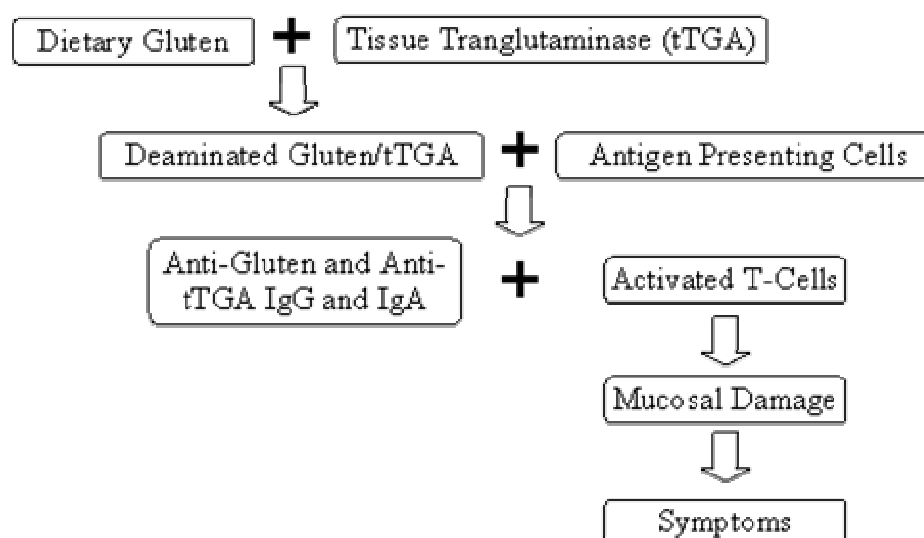 Dietary Gluten + Tissue Tranglutaminase (tTGA)
Deaminated Gluten/tTGA + Antigen Presenting Cells
Anti-Gluten and Anti-
tTGA IgG and IgA
+ Activated T-Cells
Mucosal Damage
Symptoms